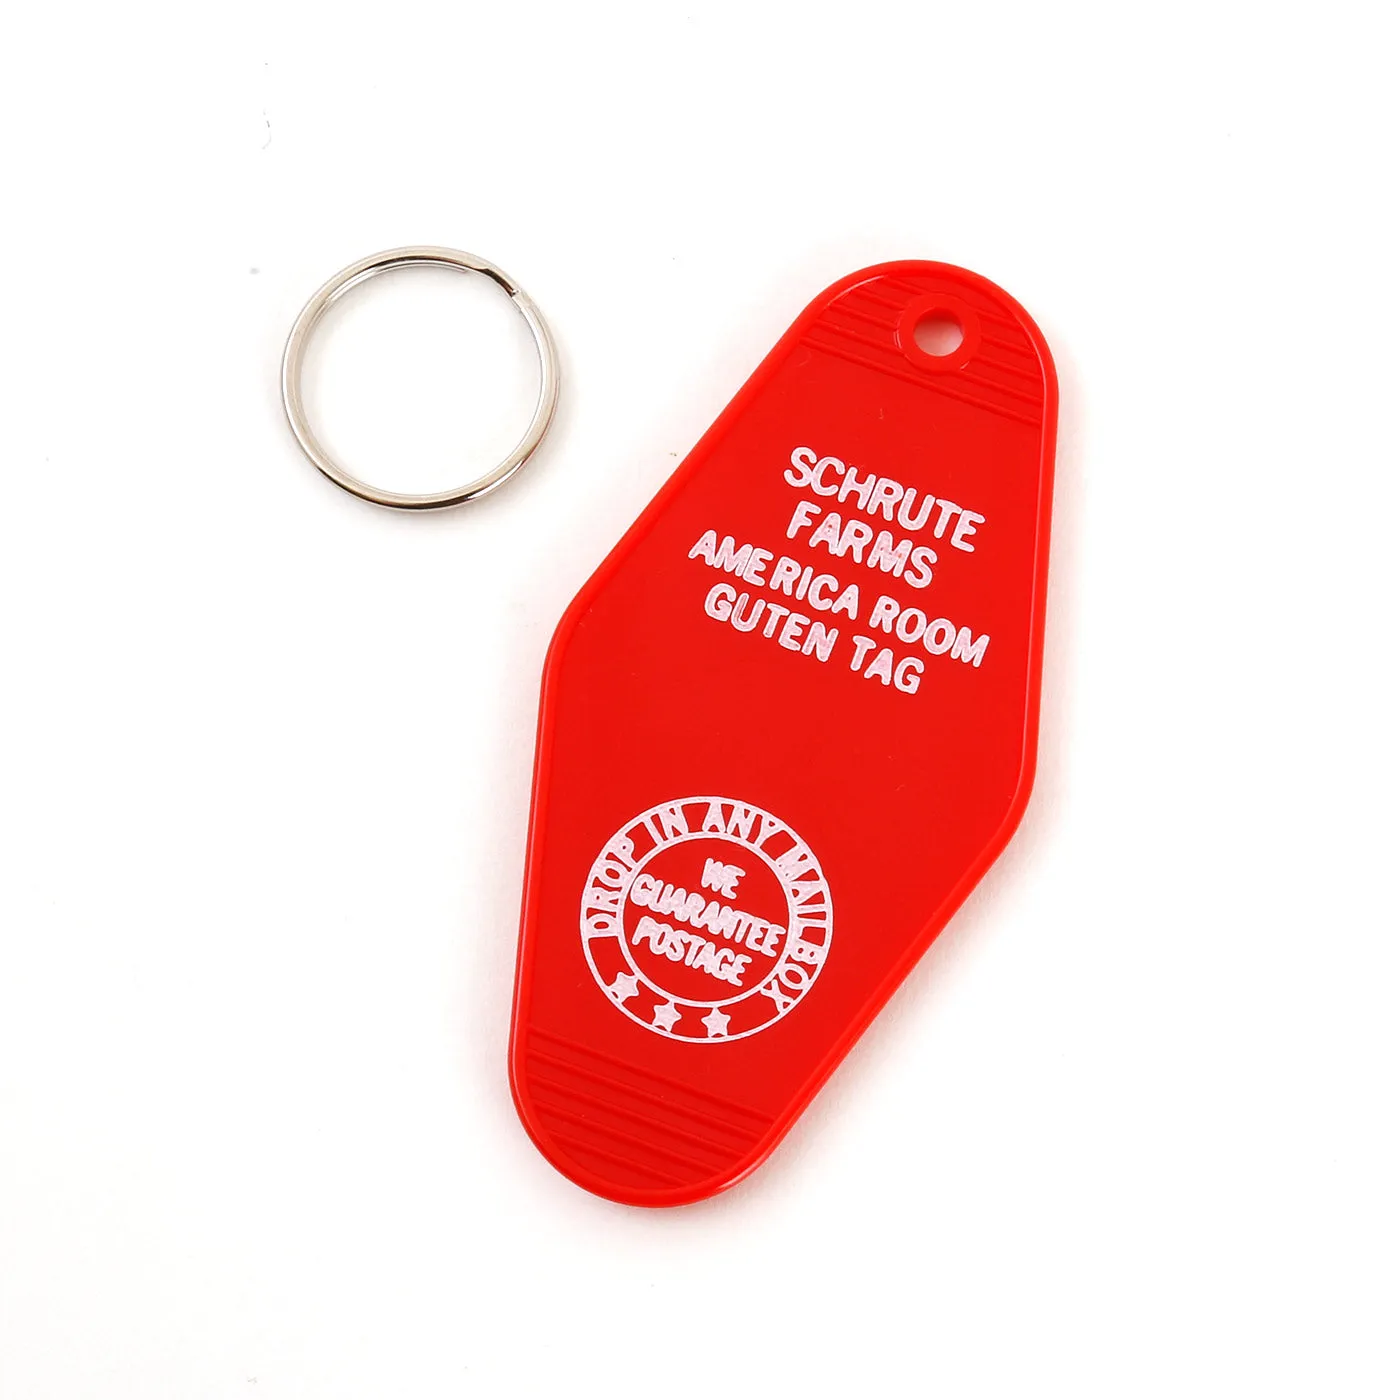 SCHRUTE
FARMS
AMERICA ROOM
GUTEN TAG
DROP IN ANY MAILBOX
WE
GUARANTEE
POSTAGE